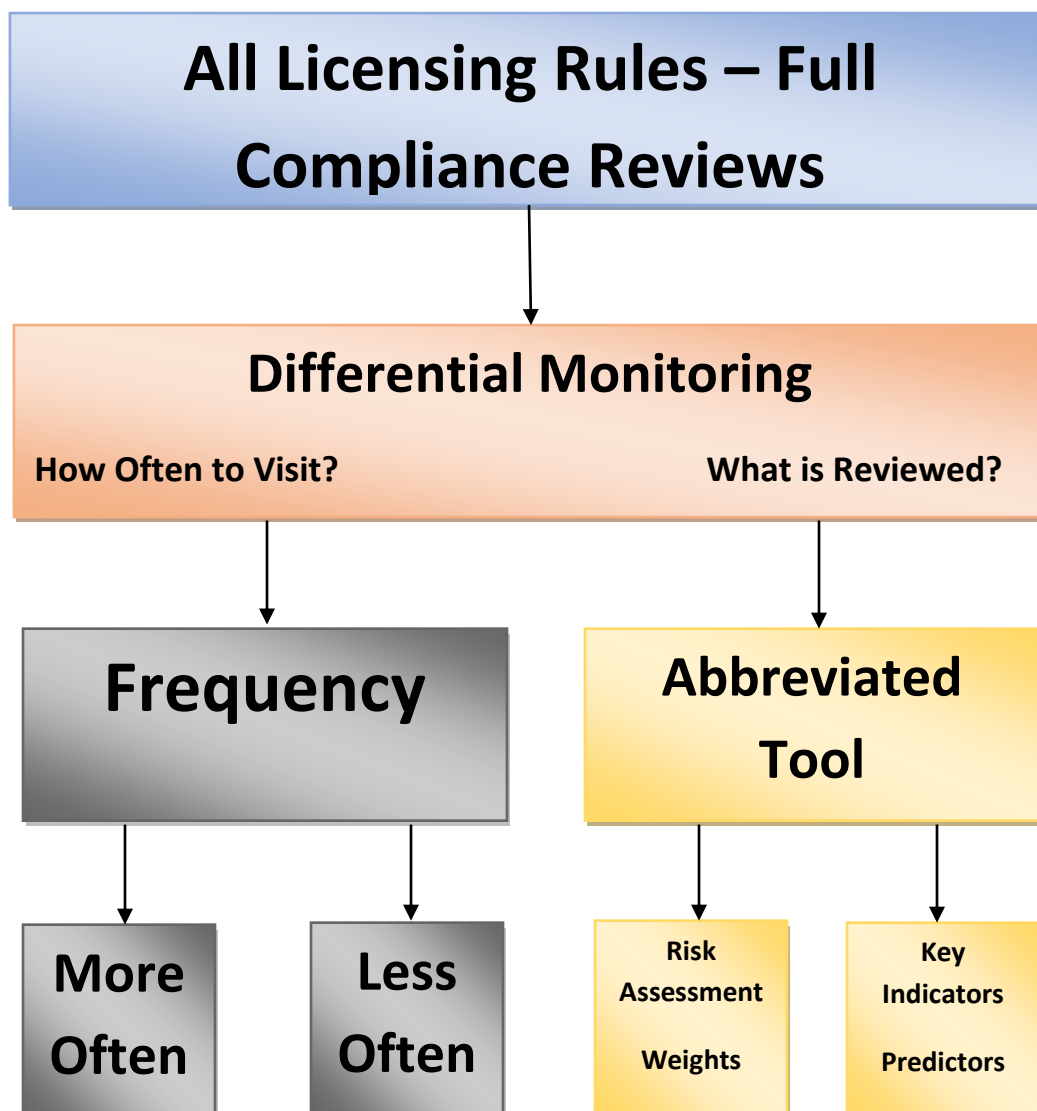 All Licensing Rules – Full
Compliance Reviews
Differential Monitoring
How Often to Visit?
What is Reviewed?
Frequency
Abbreviated
Tool
More
Often
Less
Often
Risk
Assessment
Weights
Key
Indicators
Predictors